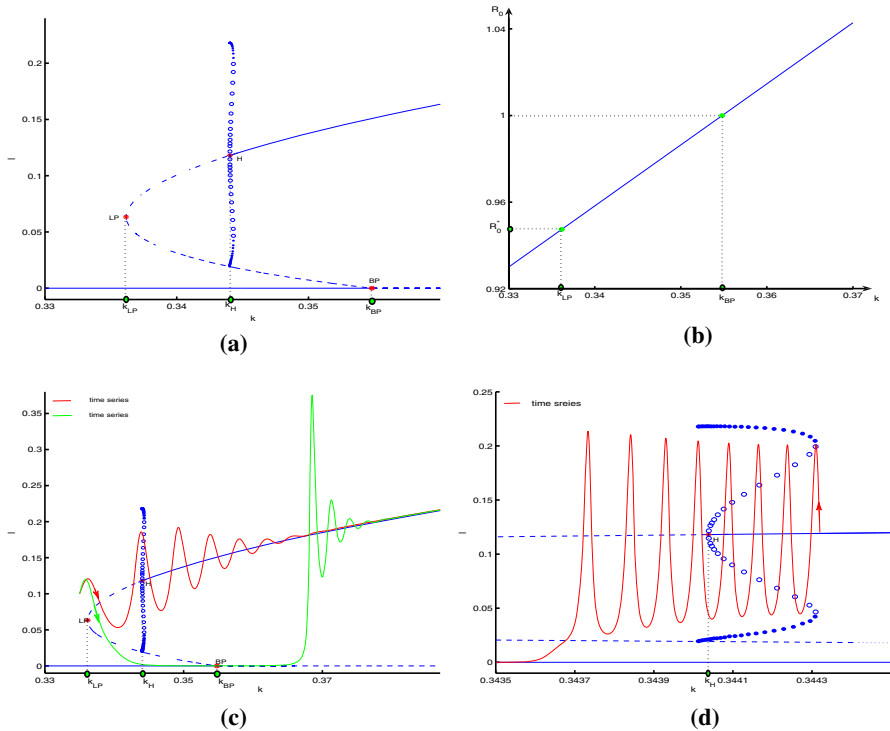 0.2
0.15
0.1
0.05
0
I
LP
H
BP
0.33
0.34
0.35
k_LP
k_H
k_BP
k
(a)
R_0
1.04
1
0.96
R_0^*
0.92
0.33
0.34
0.35
0.36
0.37
k_LP
k_BP
k
(b)
time series
time series
0.35
0.3
0.25
0.2
0.15
0.1
0.05
0
I
LP
H
BP
0.33
0.35
0.37
k_LP
k_H
k_BP
k
(c)
time sreies
0.25
0.2
0.15
0.1
0.05
0
I
H
0.3435
0.3437
0.3439
0.3441
0.3443
k_H
k
(d)